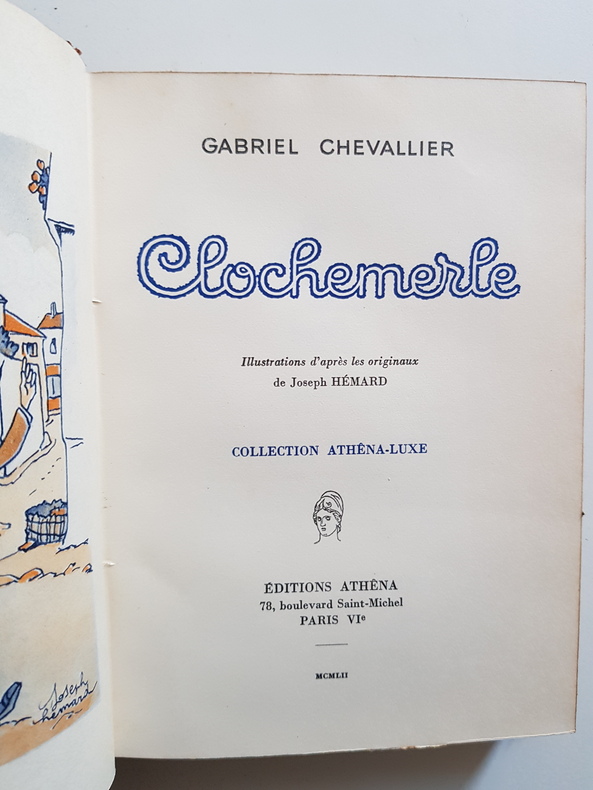 GABRIEL CHEVALLIER
Clochemerle
Illustrations d'après les originaux
de Joseph HÉMARD
COLLECTION ATHÊNA-LUXE
ÉDITIONS ATHÊNA
78, boulevard Saint-Michel
PARIS VIe
MCMLII
Joseph
hémard